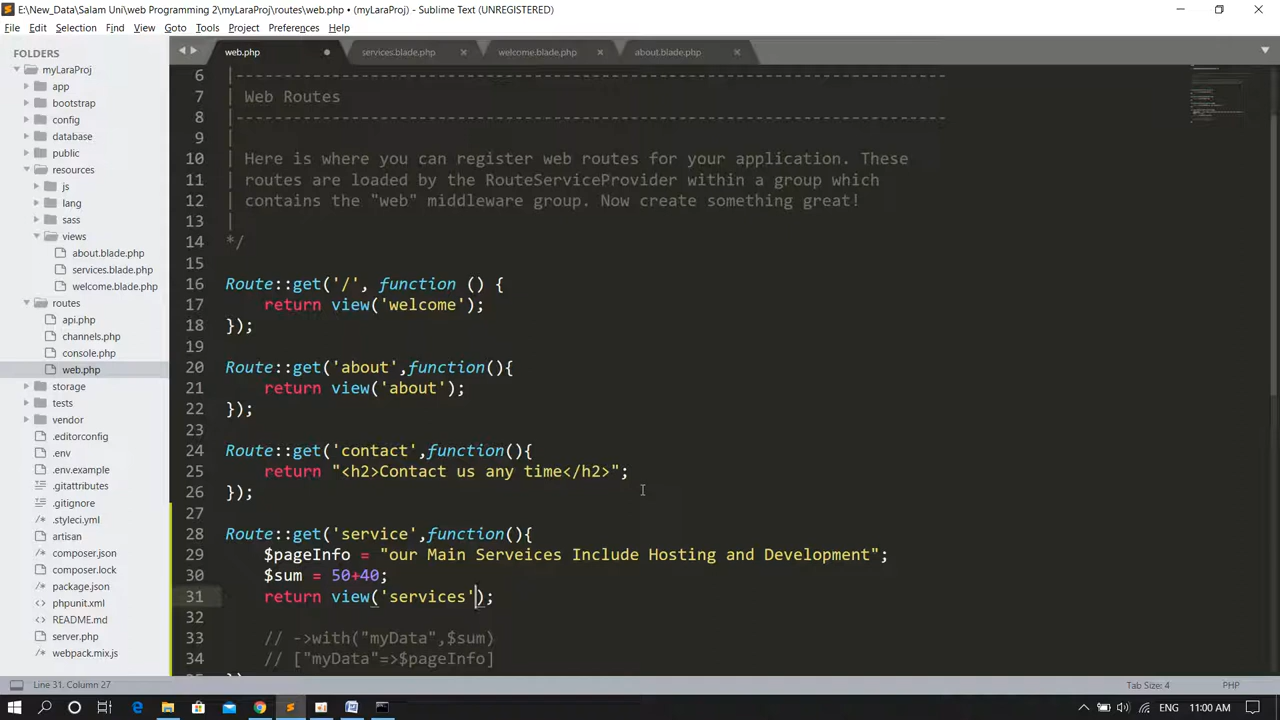 E:\New_Data\Salam Uni\web Programming 2\myLaraProj\routes\web.php • (myLaraProj) - Sublime Text (UNREGISTERED)
File Edit Selection Find View Goto Tools Project Preferences Help
FOLDERS
myLaraProj
app
bootstrap
config
database
public
resources
js
lang
sass
views
about.blade.php
services.blade.php
welcome.blade.php
routes
api.php
channels.php
console.php
web.php
storage
tests
vendor
.editorconfig
.env
.env.example
.gitattributes
.gitignore
.styleci.yml
artisan
composer.json
composer.lock
package.json
phpunit.xml
README.md
server.php
webpack.mix.js
web.php services.blade.php welcome.blade.php about.blade.php
6 |--------------------------------------------------------------------------
7 | Web Routes
8 |--------------------------------------------------------------------------
9 |
10 | Here is where you can register web routes for your application. These
11 | routes are loaded by the RouteServiceProvider within a group which
12 | contains the "web" middleware group. Now create something great!
13 |
14 */
15
16 Route::get('/', function () {
17     return view('welcome');
18 });
19
20 Route::get('about',function(){
21     return view('about');
22 });
23
24 Route::get('contact',function(){
25     return "<h2>Contact us any time</h2>";
26 });
27
28 Route::get('service',function(){
29     $pageInfo = "our Main Serveices Include Hosting and Development";
30     $sum = 50+40;
31     return view('services');
32
33     // ->with("myData",$sum)
34     // ["myData"=>$pageInfo]
Line 31, Column 27 Tab Size: 4 PHP
ENG 11:00 AM